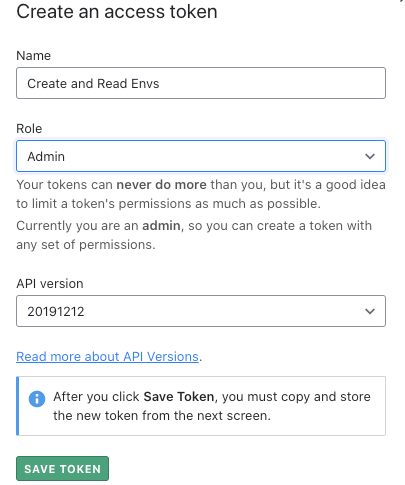 Create an access token
Name
Create and Read Envs
Role
Admin
Your tokens can never do more than you, but it's a good idea
to limit a token's permissions as much as possible.
Currently you are an admin, so you can create a token with
any set of permissions.
API version
20191212
Read more about API Versions.
After you click Save Token, you must copy and store
the new token from the next screen.
SAVE TOKEN